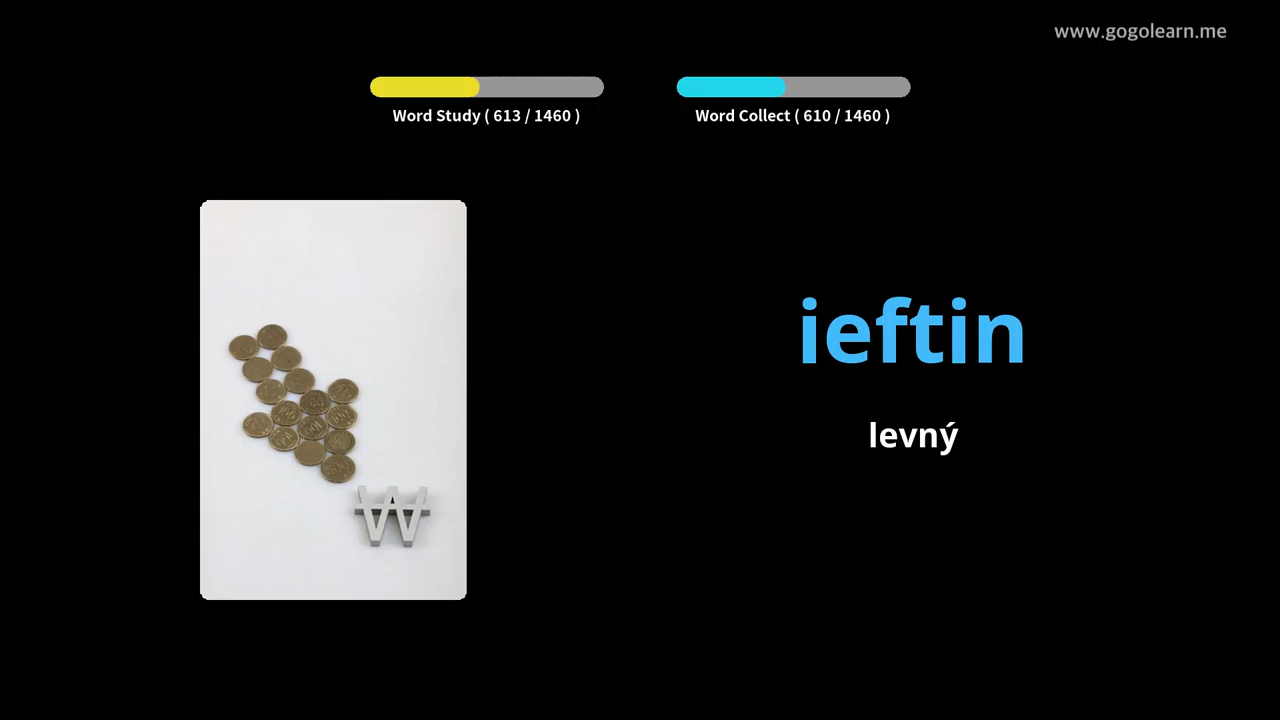 www.gogolearn.me
Word Study ( 613 / 1460 )
Word Collect ( 610 / 1460 )
ieftin
levný
₩